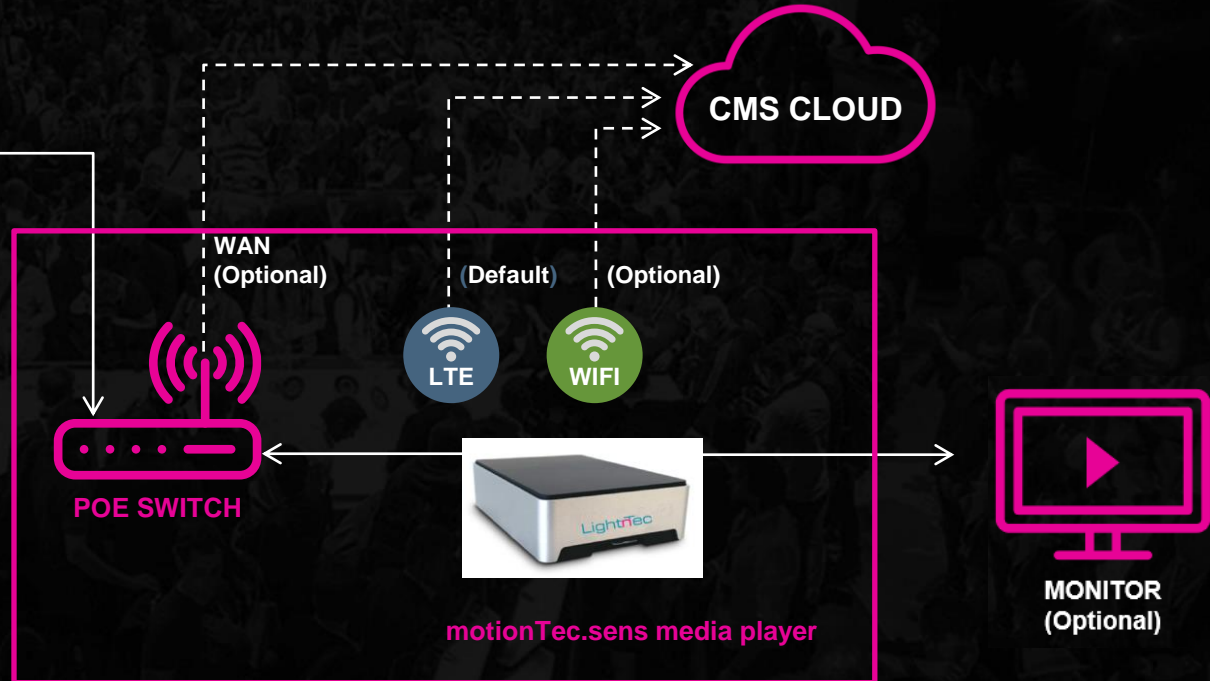 CMS CLOUD
WAN
(Optional)
(Default)
(Optional)
LTE
WIFI
POE SWITCH
LightnTec
motionTec.sens media player
MONITOR
(Optional)